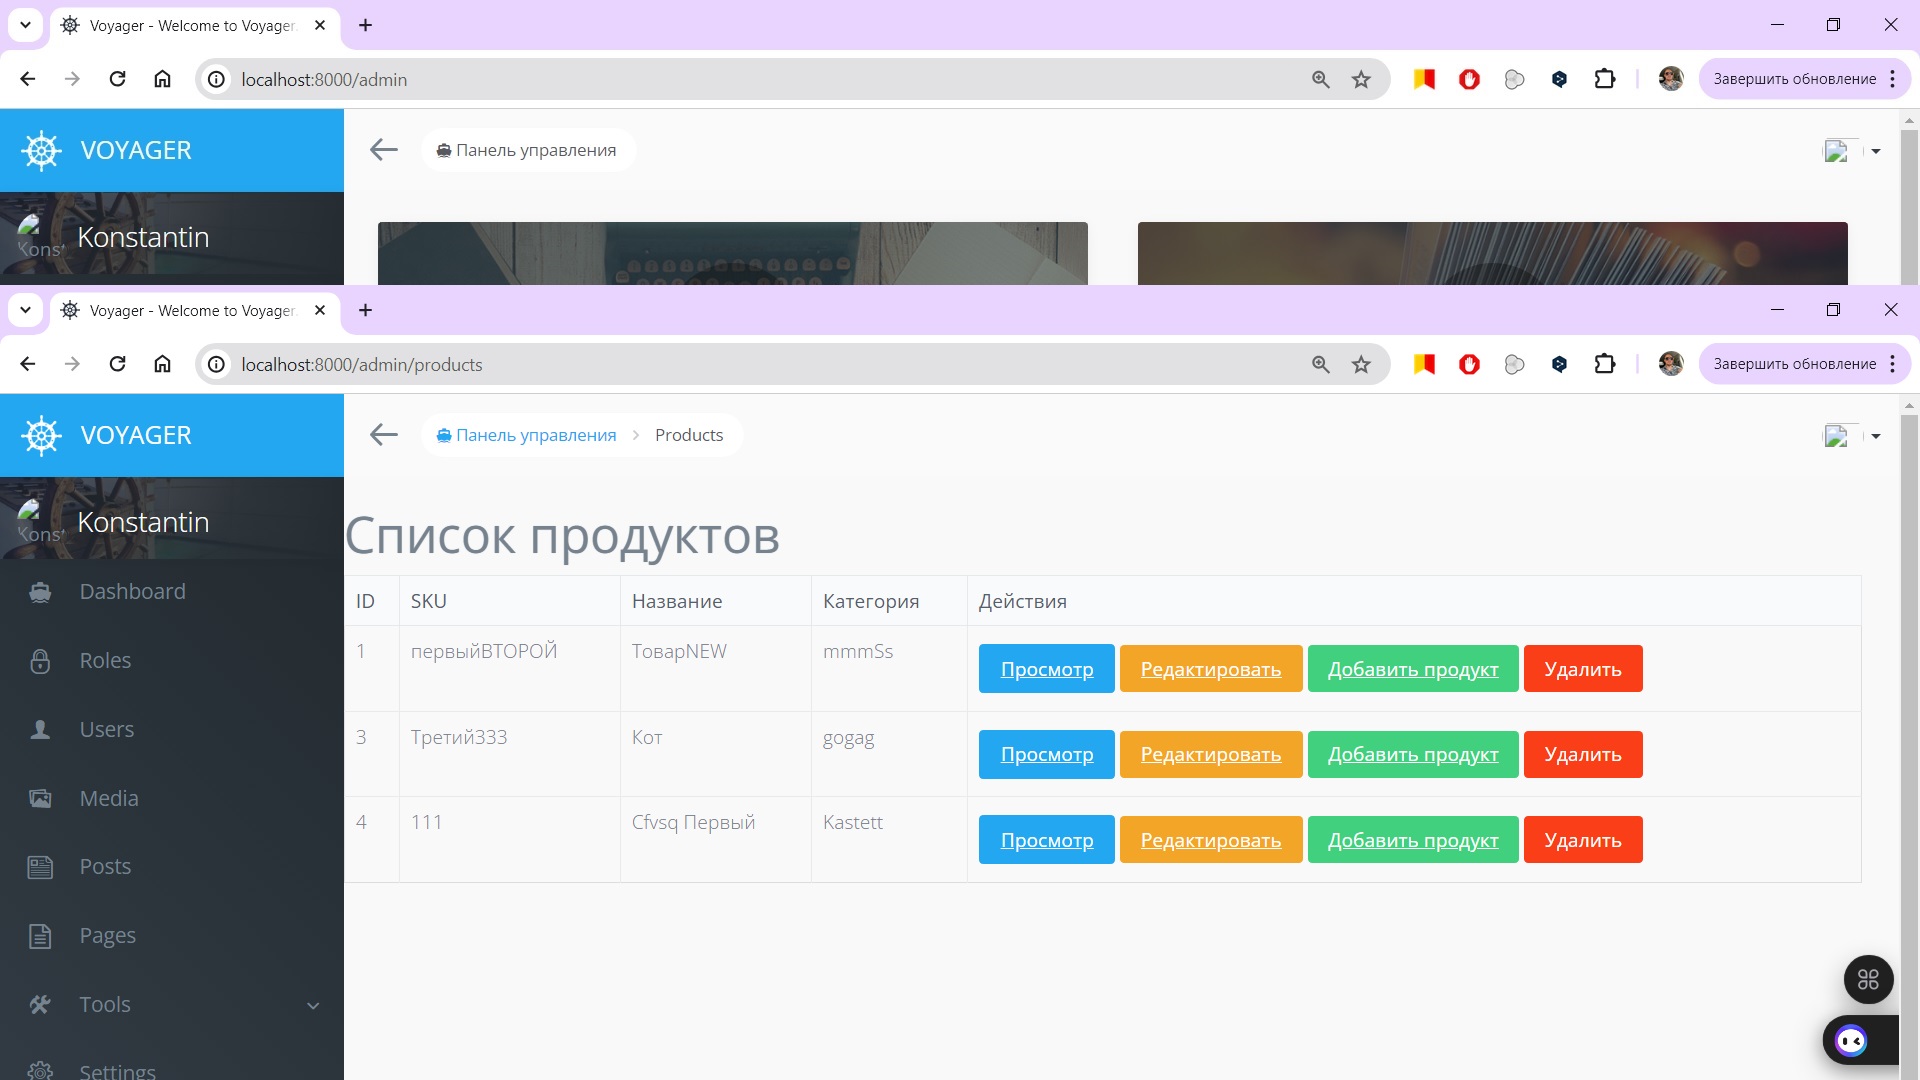 Voyager - Welcome to Voyager.
localhost:8000/admin
Завершить обновление
VOYAGER
Панель управления
Konstantin
Kons
Voyager - Welcome to Voyager.
localhost:8000/admin/products
Завершить обновление
VOYAGER
Панель управления > Products
Konstantin
Kons
Список продуктов
Dashboard
Roles
Users
Media
Posts
Pages
Tools
Settings
ID SKU Название Категория Действия
1 первыйВТОРОЙ ТоварNEW mmmSs Просмотр Редактировать Добавить продукт Удалить
3 Третий333 Кот gogag Просмотр Редактировать Добавить продукт Удалить
4 111 Cfvsq Первый Kastett Просмотр Редактировать Добавить продукт Удалить